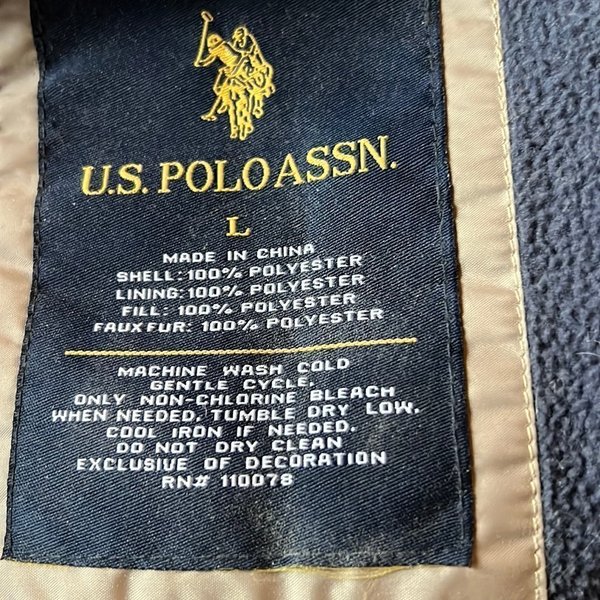 U.S. POLO ASSN.
L
MADE IN CHINA
SHELL: 100% POLYESTER
LINING: 100% POLYESTER
FILL: 100% POLYESTER
FAUX FUR: 100% POLYESTER
MACHINE WASH COLD
GENTLE CYCLE.
ONLY NON-CHLORINE BLEACH
WHEN NEEDED. TUMBLE DRY LOW.
COOL IRON IF NEEDED.
DO NOT DRY CLEAN
EXCLUSIVE OF DECORATION
RN# 110078